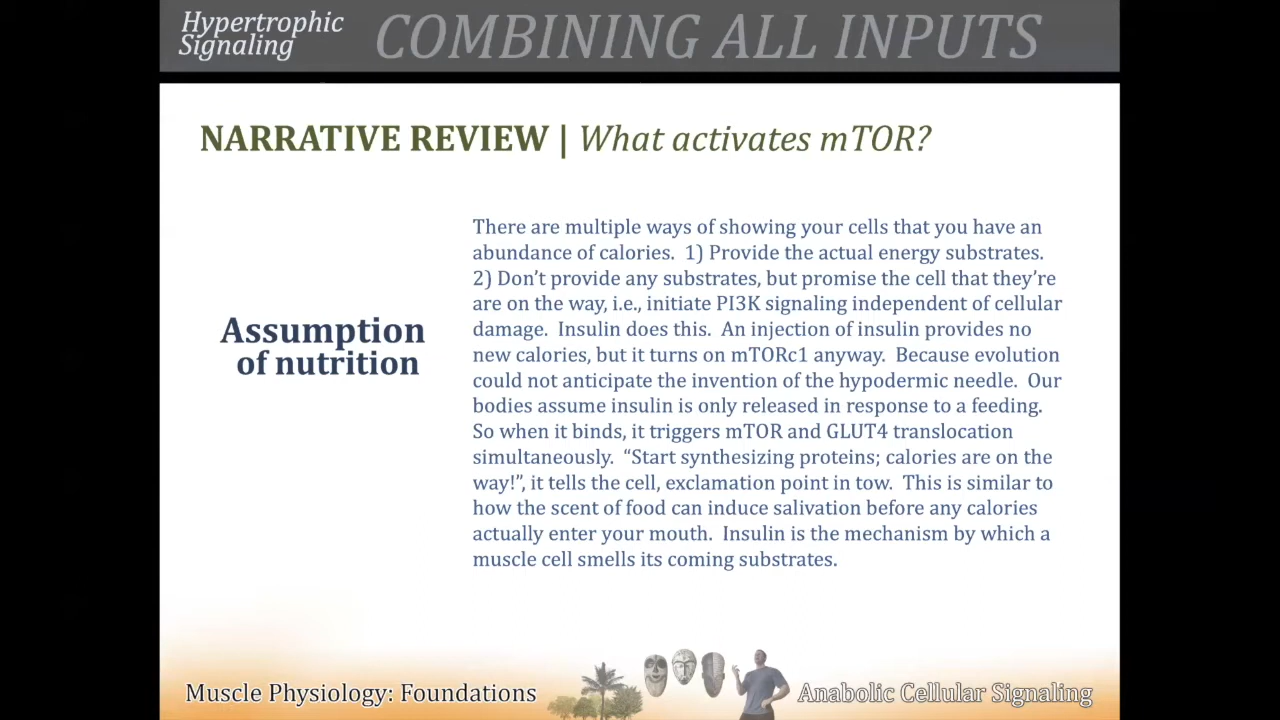 Hypertrophic
Signaling
COMBINING ALL INPUTS
NARRATIVE REVIEW | What activates mTOR?
Assumption
of nutrition
There are multiple ways of showing your cells that you have an
abundance of calories.  1) Provide the actual energy substrates.
2) Don't provide any substrates, but promise the cell that they're
are on the way, i.e., initiate PI3K signaling independent of cellular
damage.  Insulin does this.  An injection of insulin provides no
new calories, but it turns on mTORc1 anyway.  Because evolution
could not anticipate the invention of the hypodermic needle.  Our
bodies assume insulin is only released in response to a feeding.
So when it binds, it triggers mTOR and GLUT4 translocation
simultaneously.  “Start synthesizing proteins; calories are on the
way!”, it tells the cell, exclamation point in tow.  This is similar to
how the scent of food can induce salivation before any calories
actually enter your mouth.  Insulin is the mechanism by which a
muscle cell smells its coming substrates.
Muscle Physiology: Foundations
Anabolic Cellular Signaling